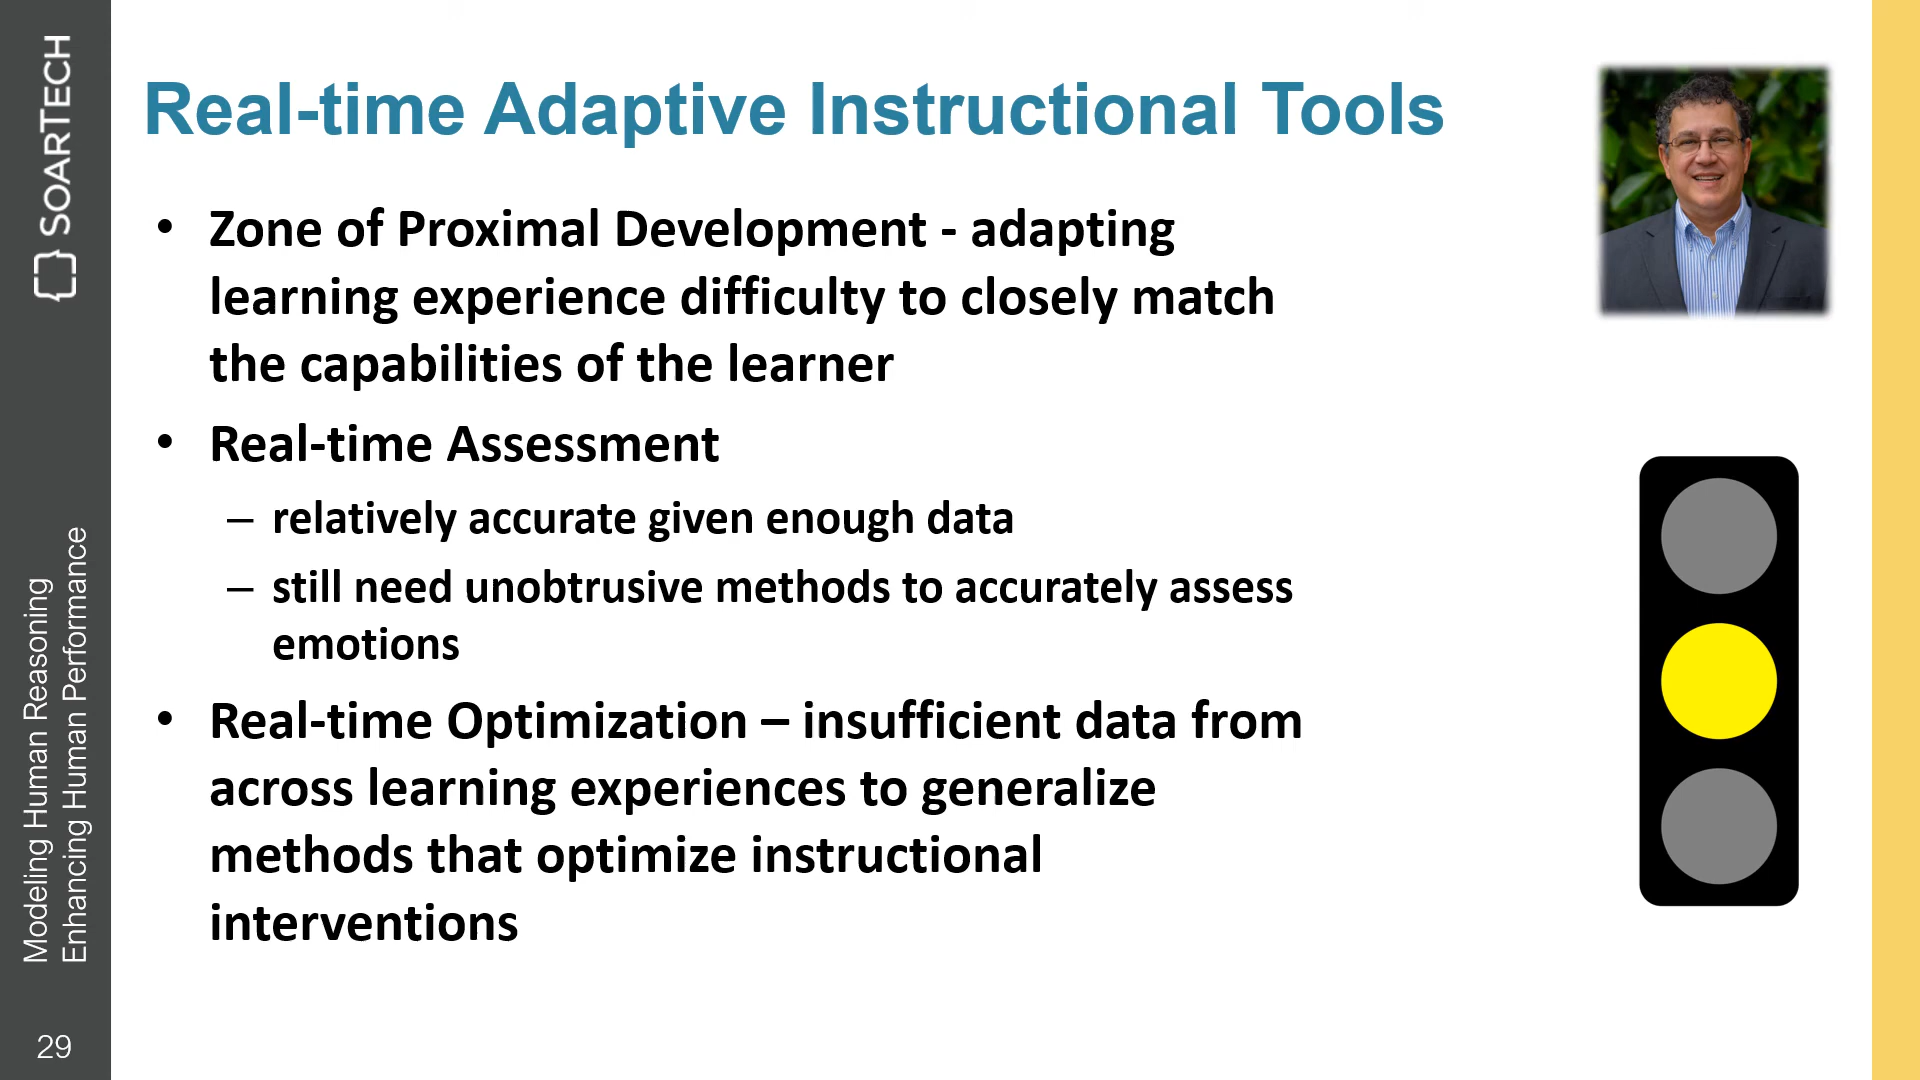 SOARTECH
Modeling Human Reasoning
Enhancing Human Performance
29
Real-time Adaptive Instructional Tools
• Zone of Proximal Development - adapting
learning experience difficulty to closely match
the capabilities of the learner
• Real-time Assessment
– relatively accurate given enough data
– still need unobtrusive methods to accurately assess
emotions
• Real-time Optimization – insufficient data from
across learning experiences to generalize
methods that optimize instructional
interventions